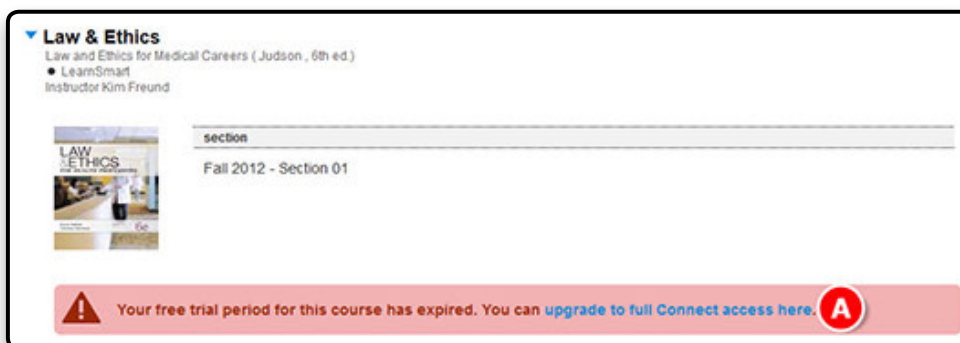 Law & Ethics
Law and Ethics for Medical Careers ( Judson , 6th ed.)
● LearnSmart
Instructor Kim Freund
section
Fall 2012 - Section 01
LAW
&ETHICS
6e
Your free trial period for this course has expired. You can upgrade to full Connect access here.
A